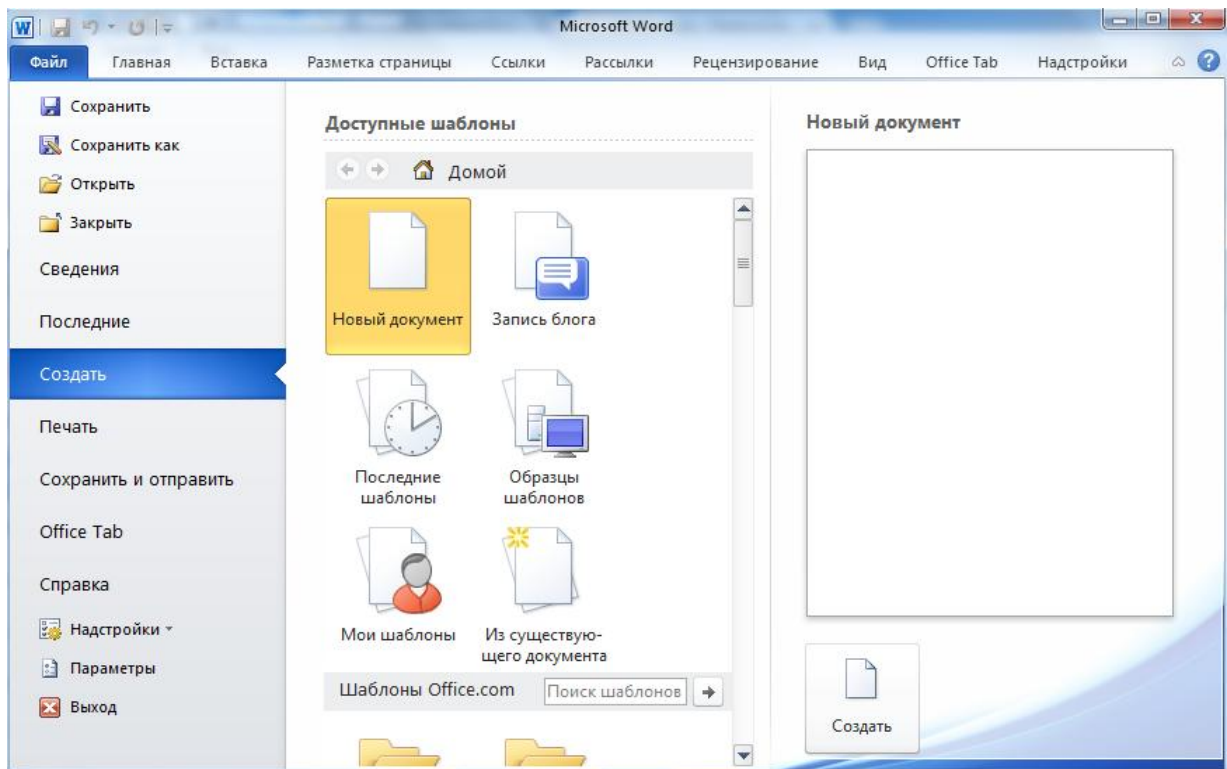 Microsoft Word
Файл Главная Вставка Разметка страницы Ссылки Рассылки Рецензирование Вид Office Tab Надстройки
Сохранить
Сохранить как
Открыть
Закрыть
Сведения
Последние
Создать
Печать
Сохранить и отправить
Office Tab
Справка
Надстройки
Параметры
Выход
Доступные шаблоны
Домой
Новый документ
Запись блога
Последние
шаблоны
Образцы
шаблонов
Мои шаблоны
Из существую-
щего документа
Шаблоны Office.com
Поиск шаблонов
Новый документ
Создать